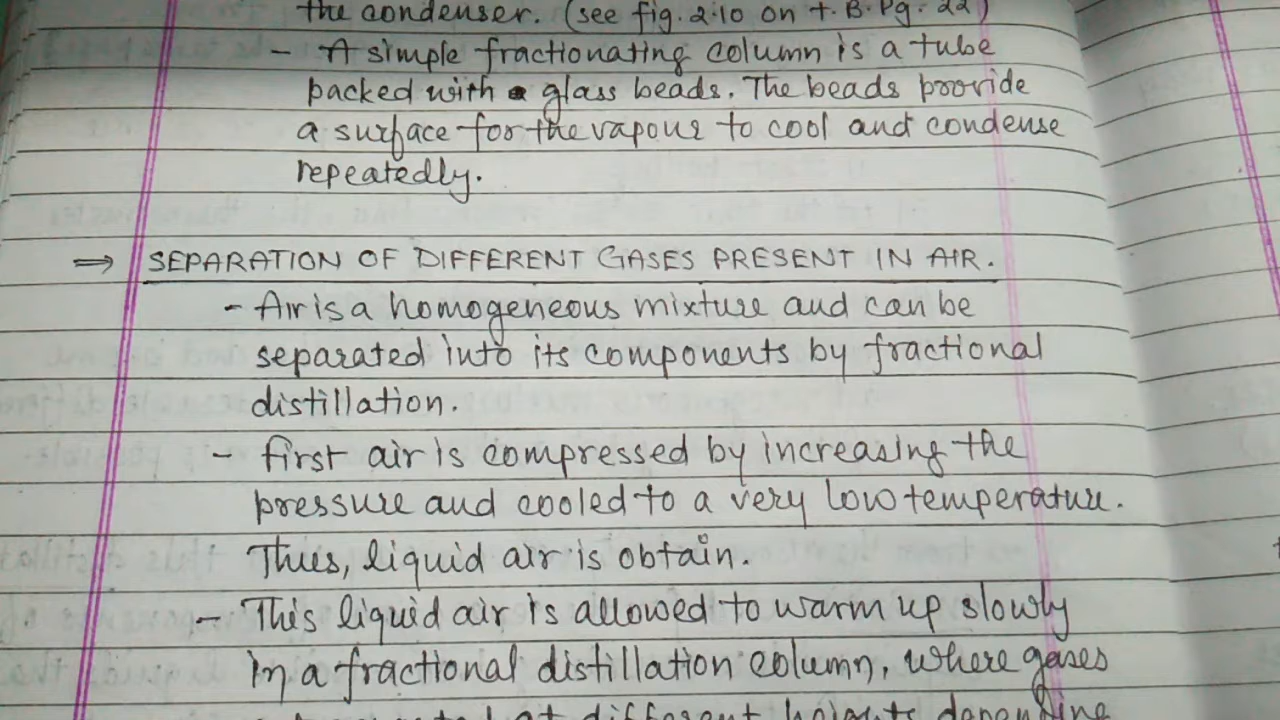 the condenser. (see fig. 2.10 on t. B. Pg. 22)
- A simple fractionating column is a tube
packed with glass beads. The beads provide
a surface for the vapour to cool and condense
repeatedly.
⇒ SEPARATION OF DIFFERENT GASES PRESENT IN AIR.
- Air is a homogeneous mixture and can be
separated into its components by fractional
distillation.
- first air is compressed by increasing the
pressure and cooled to a very low temperature.
Thus, liquid air is obtain.
- This liquid air is allowed to warm up slowly
in a fractional distillation column, where gases
at different heights depending